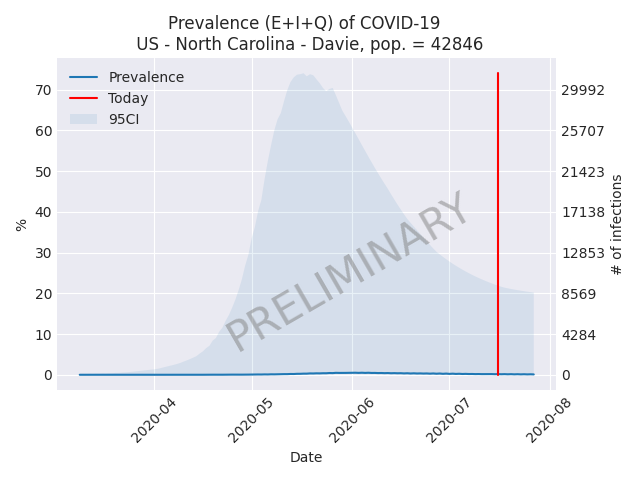 Prevalence (E+I+Q) of COVID-19
US - North Carolina - Davie, pop. = 42846
Prevalence
Today
95CI
%
70
60
50
40
30
20
10
0
29992
25707
21423
17138
12853
8569
4284
0
# of infections
PRELIMINARY
2020-04
2020-05
2020-06
2020-07
2020-08
Date